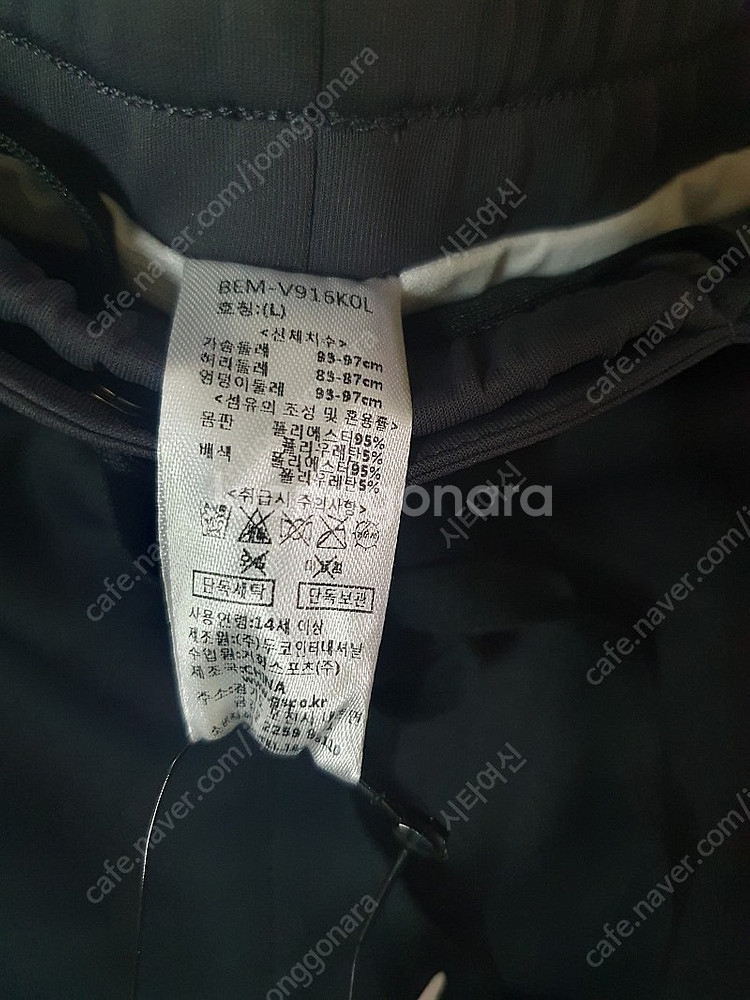 BEM-V916KOL
호칭:(L)
<신체치수>
가슴둘레 93-97cm
허리둘레 83-87cm
엉덩이둘레 93-97cm
<섬유의 조성 및 혼용률>
몸판 폴리에스터95%
폴리우레탄5%
배색 폴리에스터95%
폴리우레탄5%
<취급시 주의사항>
단독세탁 단독보관
사용연령:14세 이상
제조원:(주)두코인터내셔널
제조국:CHINA
cafe.naver.com/joonggonara
시타여신